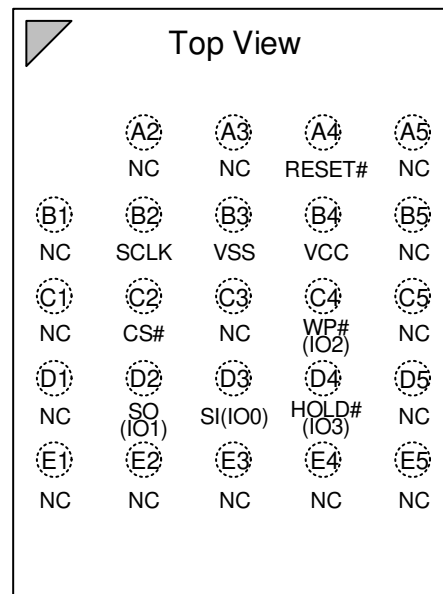 Top View
A2 A3 A4 A5
NC NC RESET# NC
B1 B2 B3 B4 B5
NC SCLK VSS VCC NC
C1 C2 C3 C4 C5
NC CS# NC WP# NC
(IO2)
D1 D2 D3 D4 D5
NC SO SI(IO0) HOLD# NC
(IO1) (IO3)
E1 E2 E3 E4 E5
NC NC NC NC NC